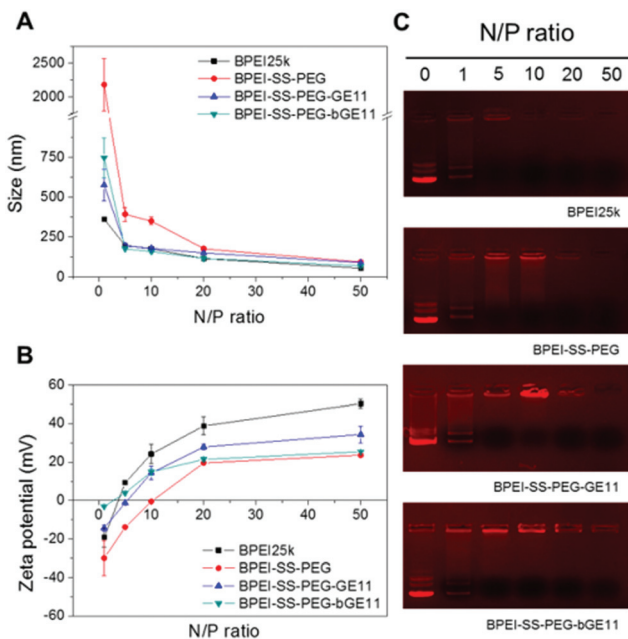 A
2500
2250
2000
750
500
250
0
Size (nm)
BPEI25k
BPEI-SS-PEG
BPEI-SS-PEG-GE11
BPEI-SS-PEG-bGE11
0 10 20 30 40 50
N/P ratio
B
60
40
20
0
-20
-40
-60
Zeta potential (mV)
0 10 20 30 40 50
BPEI25k
BPEI-SS-PEG
BPEI-SS-PEG-GE11
BPEI-SS-PEG-bGE11
N/P ratio
C
N/P ratio
0 1 5 10 20 50
BPEI25k
BPEI-SS-PEG
BPEI-SS-PEG-GE11
BPEI-SS-PEG-bGE11